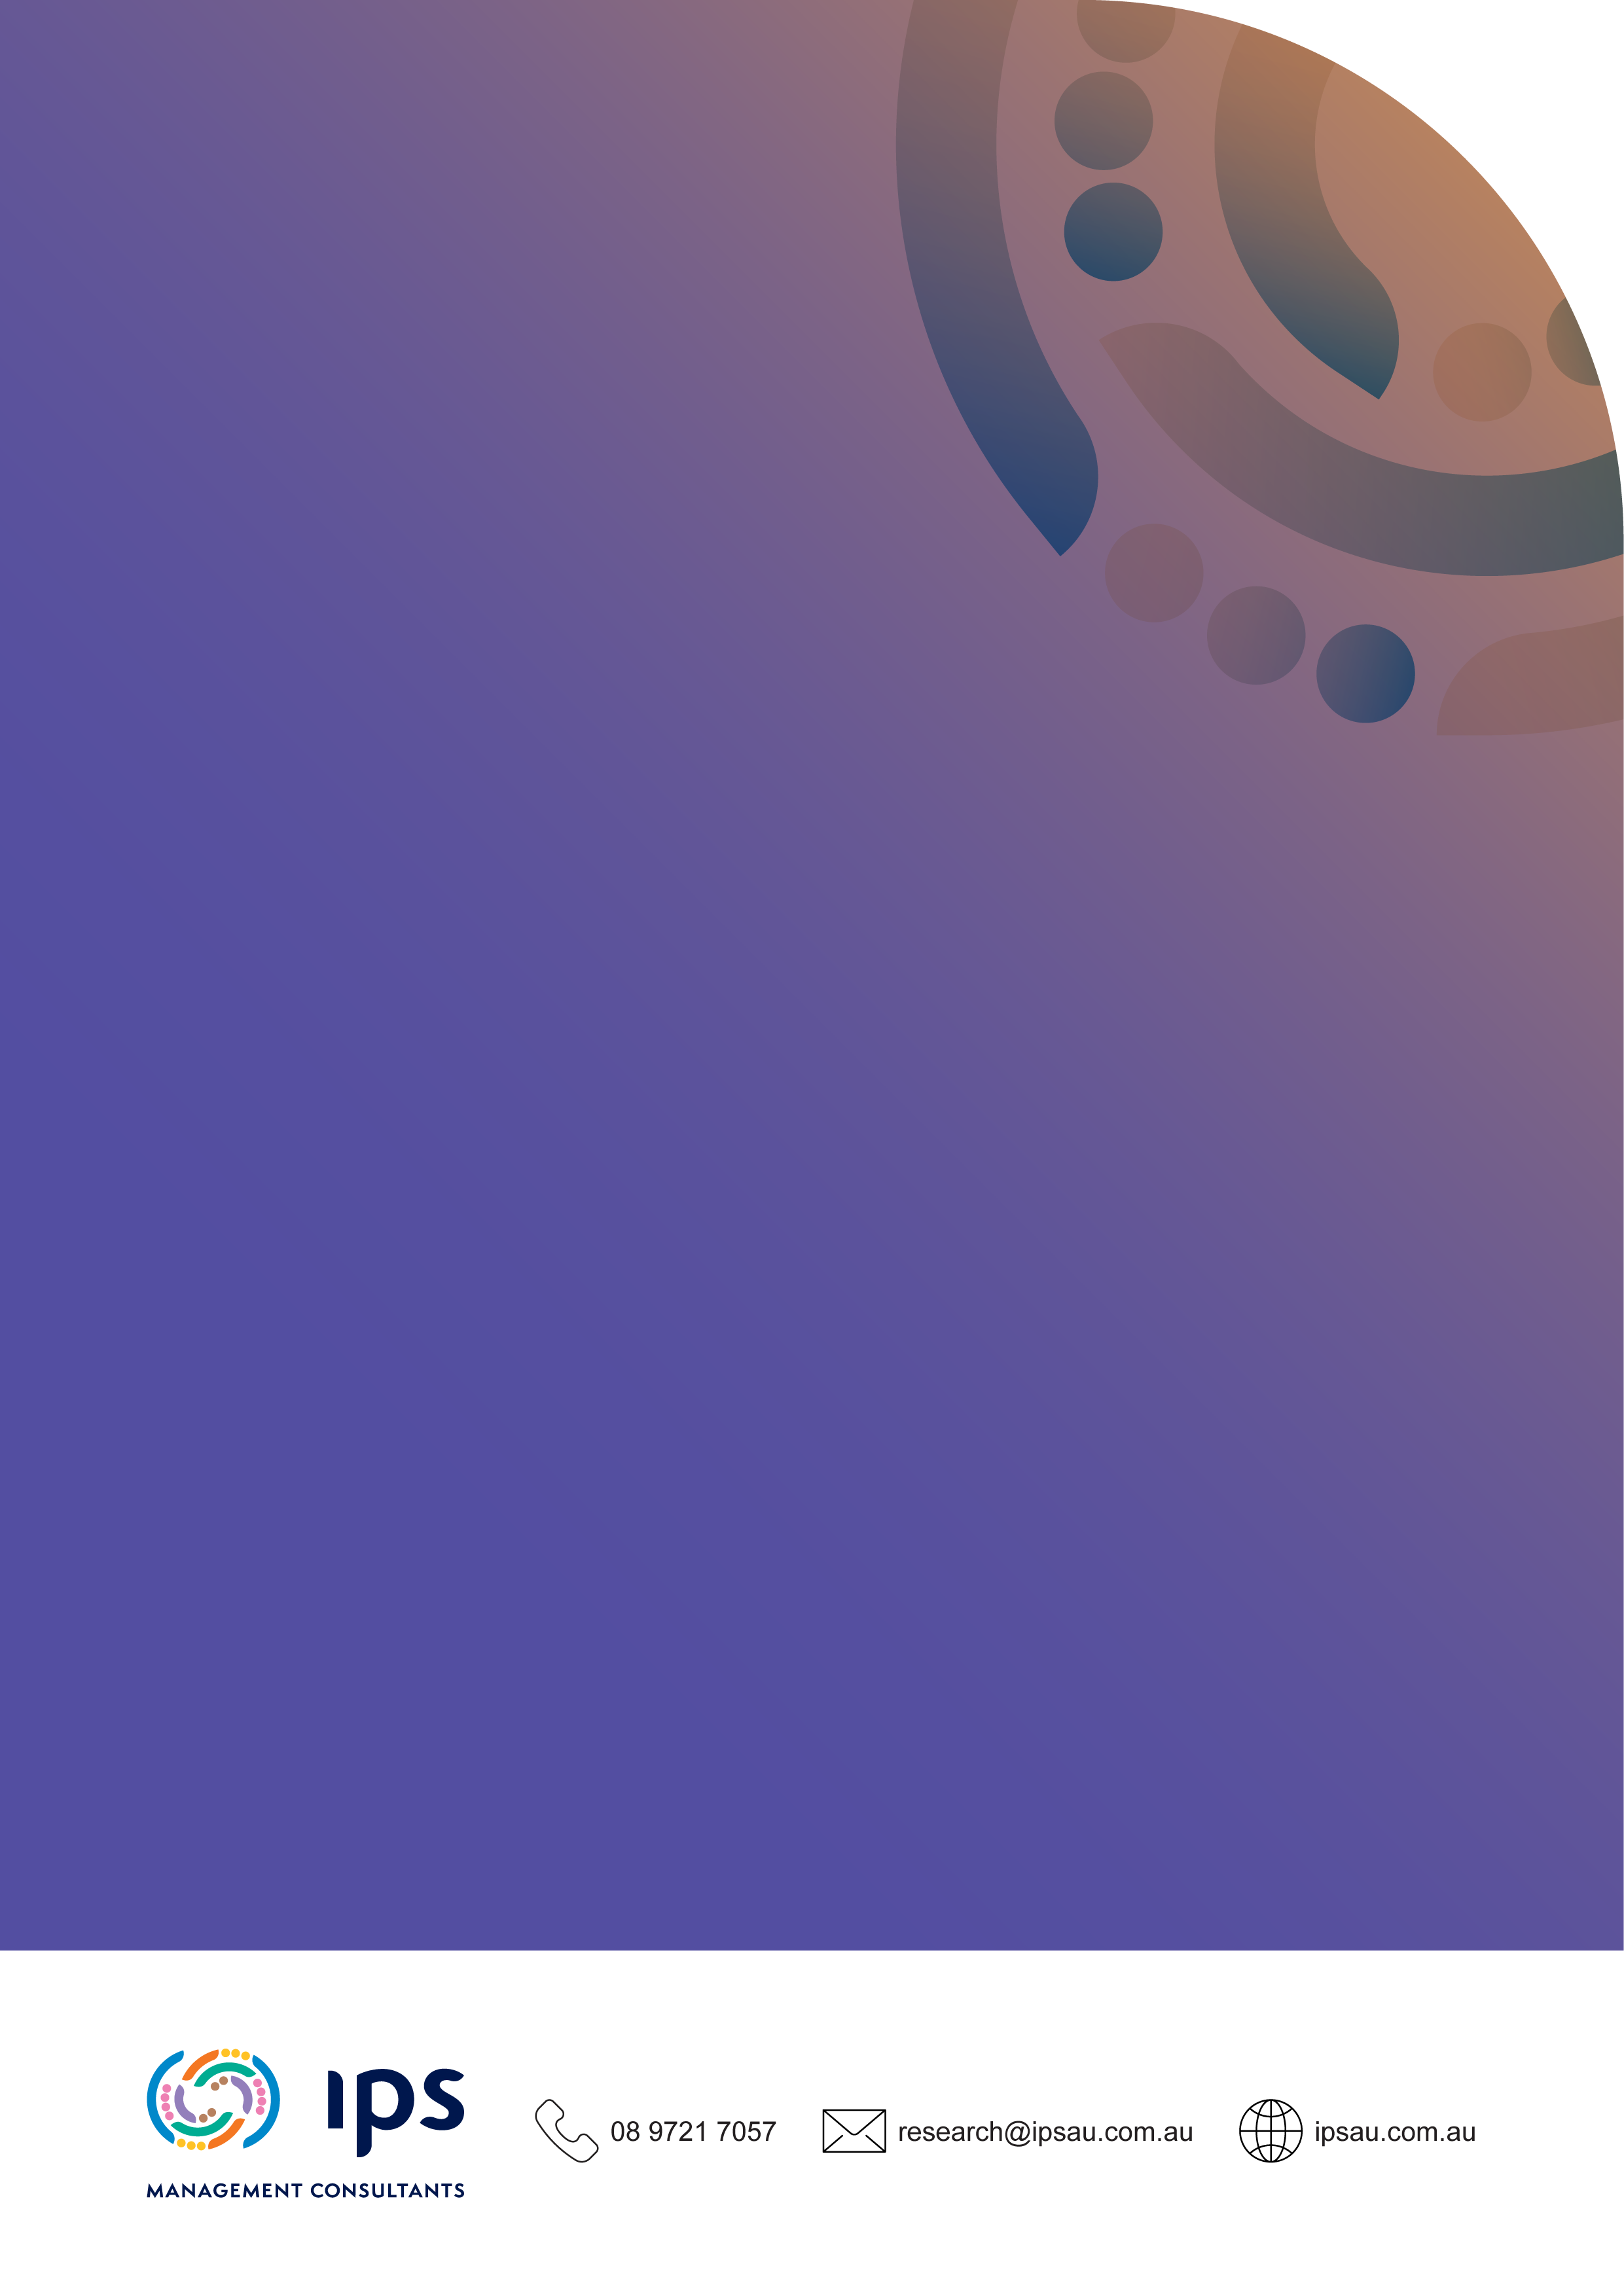 ips
MANAGEMENT CONSULTANTS
08 9721 7057
research@ipsau.com.au
ipsau.com.au